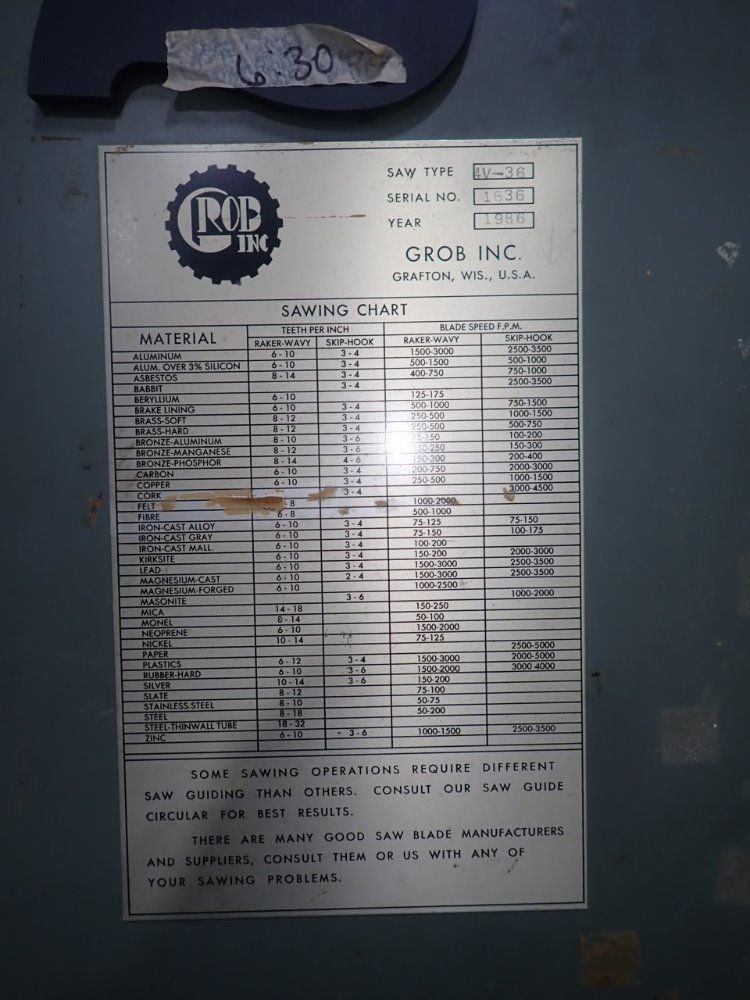 6:30
GROB INC
SAW TYPE 4V-36
SERIAL NO. 1636
YEAR 1986
GROB INC.
GRAFTON, WIS., U.S.A.
SAWING CHART
MATERIAL TEETH PER INCH BLADE SPEED F.P.M.
RAKER-WAVY SKIP-HOOK RAKER-WAVY SKIP-HOOK
ALUMINUM 6-10 3-4 1500-3000 2500-3500
ALUM. OVER 3% SILICON 6-10 3-4 500-1500 500-1000
ASBESTOS 8-14 3-4 400-750 750-1000
BABBIT 3-4 2500-3500
BERYLLIUM 6-10 125-175
BRAKE LINING 6-10 3-4 500-1000 750-1500
BRASS-SOFT 8-12 3-4 250-500 1000-1500
BRASS-HARD 8-12 3-4 250-500 500-750
BRONZE-ALUMINUM 8-10 3-6 75-150 100-200
BRONZE-MANGANESE 8-12 3-6 150-250 150-300
BRONZE-PHOSPHOR 8-14 4-6 150-300 200-400
CARBON 6-10 3-4 200-750 2000-3000
COPPER 6-10 3-4 250-500 1000-1500
CORK 3-4 3000-4500
FELT -8 1000-2000
FIBRE 6-8 500-1000
IRON-CAST ALLOY 6-10 3-4 75-125 75-150
IRON-CAST GRAY 6-10 3-4 75-150 100-175
IRON-CAST MALL. 6-10 3-4 100-200
KIRKSITE 6-10 3-4 150-200 2000-3000
LEAD 6-10 3-4 1500-3000 2500-3500
MAGNESIUM-CAST 6-10 2-4 1500-3000 2500-3500
MAGNESIUM-FORGED 6-10 1000-2500
MASONITE 3-6 1000-2000
MICA 14-18 150-250
MONEL 8-14 50-100
NEOPRENE 6-10 1500-2000
NICKEL 10-14 75-125
PAPER 2500-5000
PLASTICS 6-12 3-4 1500-3000 2000-5000
RUBBER-HARD 6-10 3-6 1500-2000 3000 4000
SILVER 10-14 3-6 150-200
SLATE 8-12 75-100
STAINLESS STEEL 8-10 50-75
STEEL 8-18 50-200
STEEL-THINWALL TUBE 18-32
ZINC 6-10 3-6 1000-1500 2500-3500
SOME SAWING OPERATIONS REQUIRE DIFFERENT
SAW GUIDING THAN OTHERS. CONSULT OUR SAW GUIDE
CIRCULAR FOR BEST RESULTS.
THERE ARE MANY GOOD SAW BLADE MANUFACTURERS
AND SUPPLIERS, CONSULT THEM OR US WITH ANY OF
YOUR SAWING PROBLEMS.